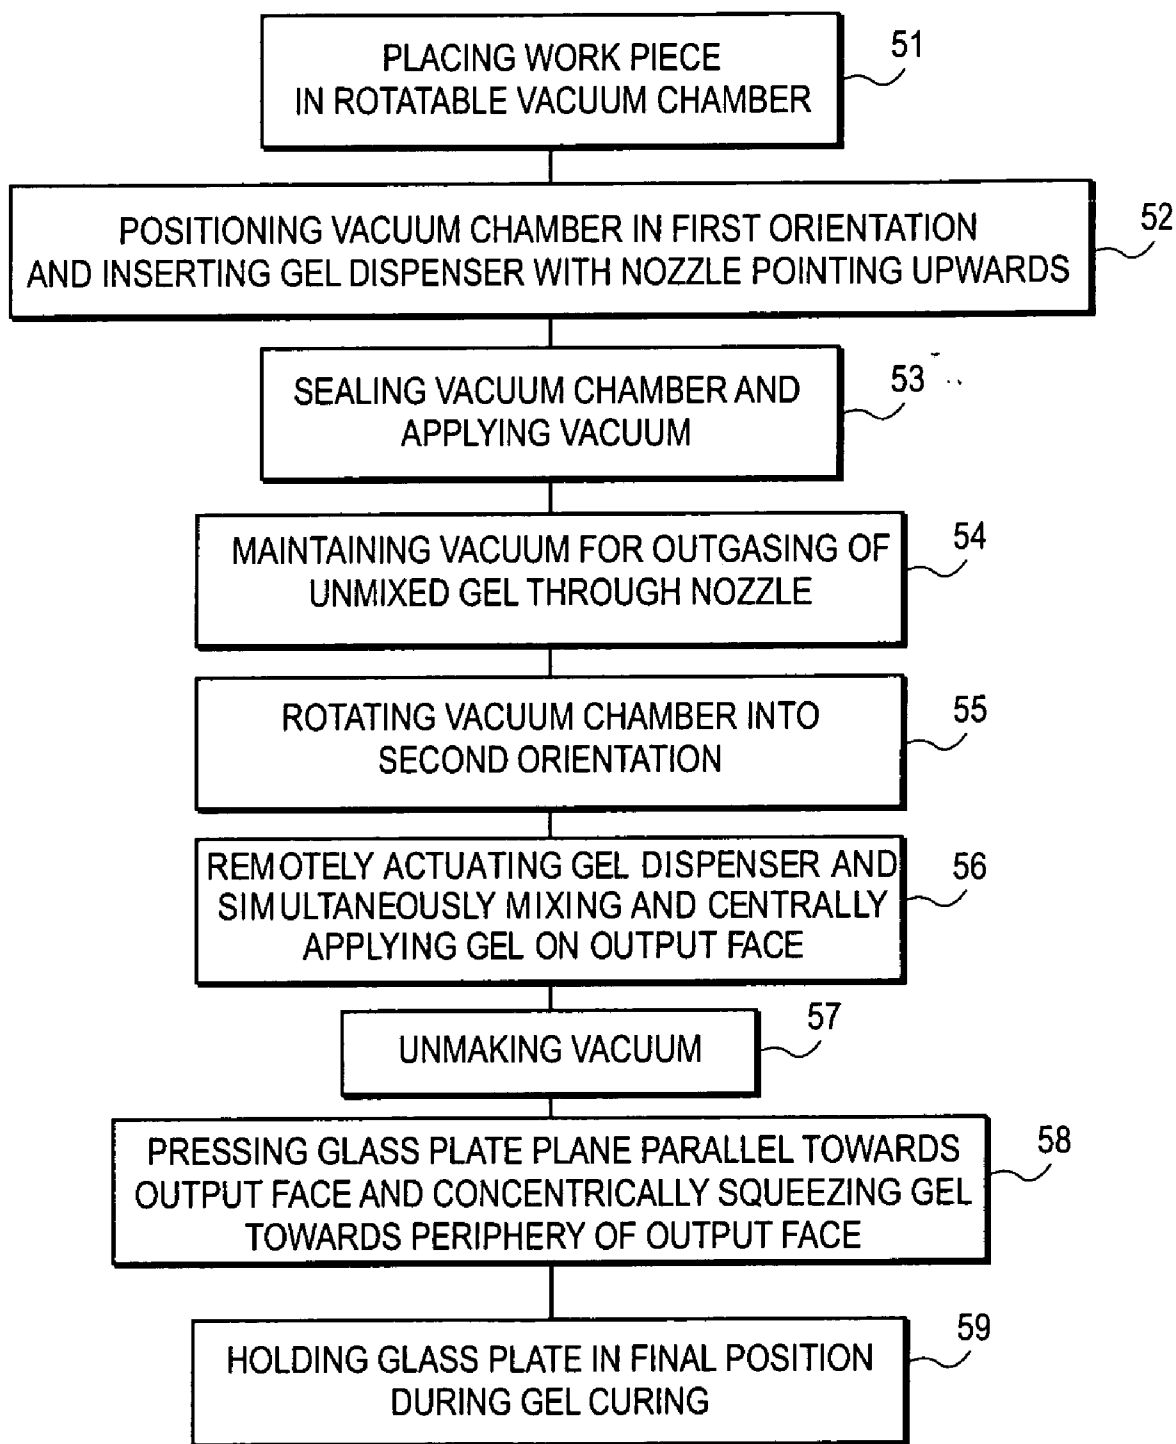 PLACING WORK PIECE
IN ROTATABLE VACUUM CHAMBER
51
POSITIONING VACUUM CHAMBER IN FIRST ORIENTATION
AND INSERTING GEL DISPENSER WITH NOZZLE POINTING UPWARDS
52
SEALING VACUUM CHAMBER AND
APPLYING VACUUM
53
MAINTAINING VACUUM FOR OUTGASING OF
UNMIXED GEL THROUGH NOZZLE
54
ROTATING VACUUM CHAMBER INTO
SECOND ORIENTATION
55
REMOTELY ACTUATING GEL DISPENSER AND
SIMULTANEOUSLY MIXING AND CENTRALLY
APPLYING GEL ON OUTPUT FACE
56
UNMAKING VACUUM
57
PRESSING GLASS PLATE PLANE PARALLEL TOWARDS
OUTPUT FACE AND CONCENTRICALLY SQUEEZING GEL
TOWARDS PERIPHERY OF OUTPUT FACE
58
HOLDING GLASS PLATE IN FINAL POSITION
DURING GEL CURING
59